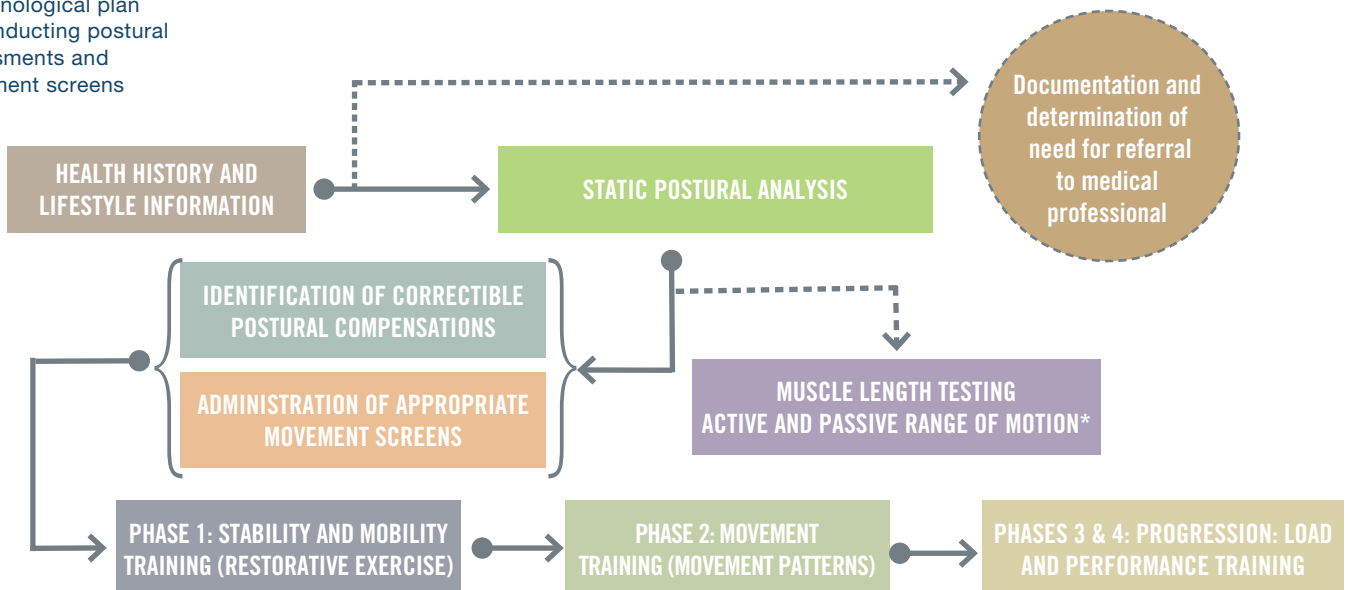 nological plan
nducting postural
sments and
ment screens
Documentation and
determination of
need for referral
to medical
professional
HEALTH HISTORY AND
LIFESTYLE INFORMATION
STATIC POSTURAL ANALYSIS
IDENTIFICATION OF CORRECTIBLE
POSTURAL COMPENSATIONS
ADMINISTRATION OF APPROPRIATE
MOVEMENT SCREENS
MUSCLE LENGTH TESTING
ACTIVE AND PASSIVE RANGE OF MOTION*
PHASE 1: STABILITY AND MOBILITY
TRAINING (RESTORATIVE EXERCISE)
PHASE 2: MOVEMENT
TRAINING (MOVEMENT PATTERNS)
PHASES 3 & 4: PROGRESSION: LOAD
AND PERFORMANCE TRAINING